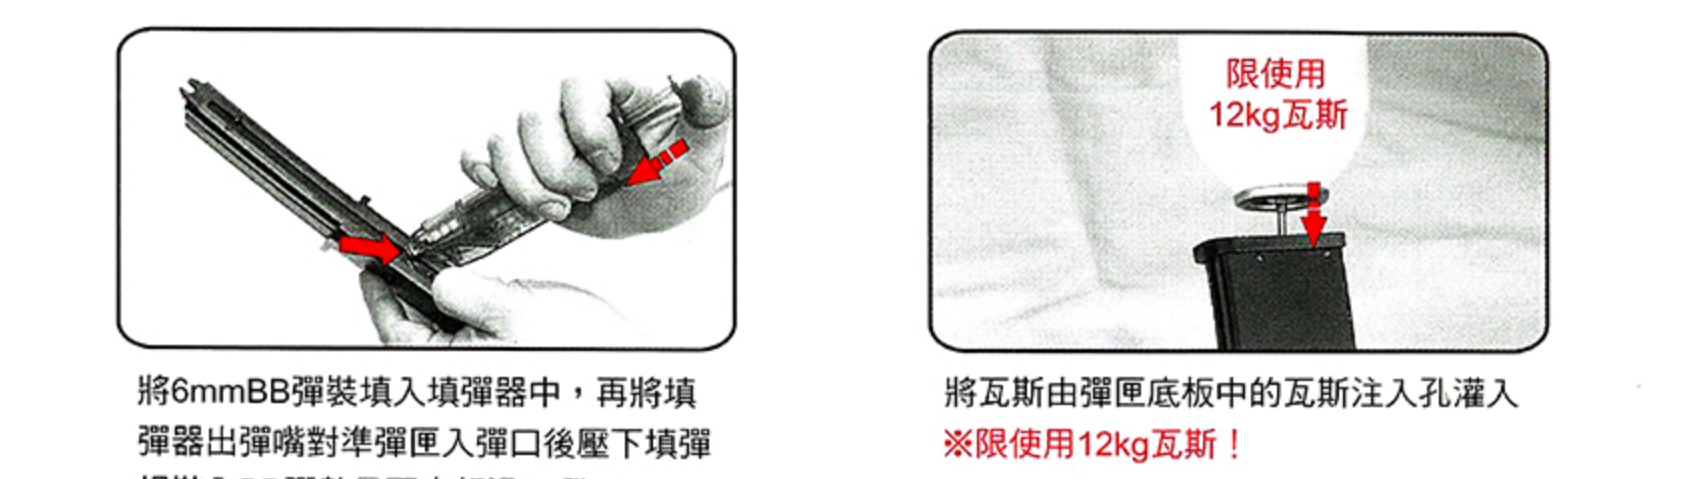 限使用
12kg瓦斯
將6mmBB彈裝填入填彈器中，再將填
彈器出彈嘴對準彈匣入彈口後壓下填彈
將瓦斯由彈匣底板中的瓦斯注入孔灌入
※限使用12kg瓦斯！